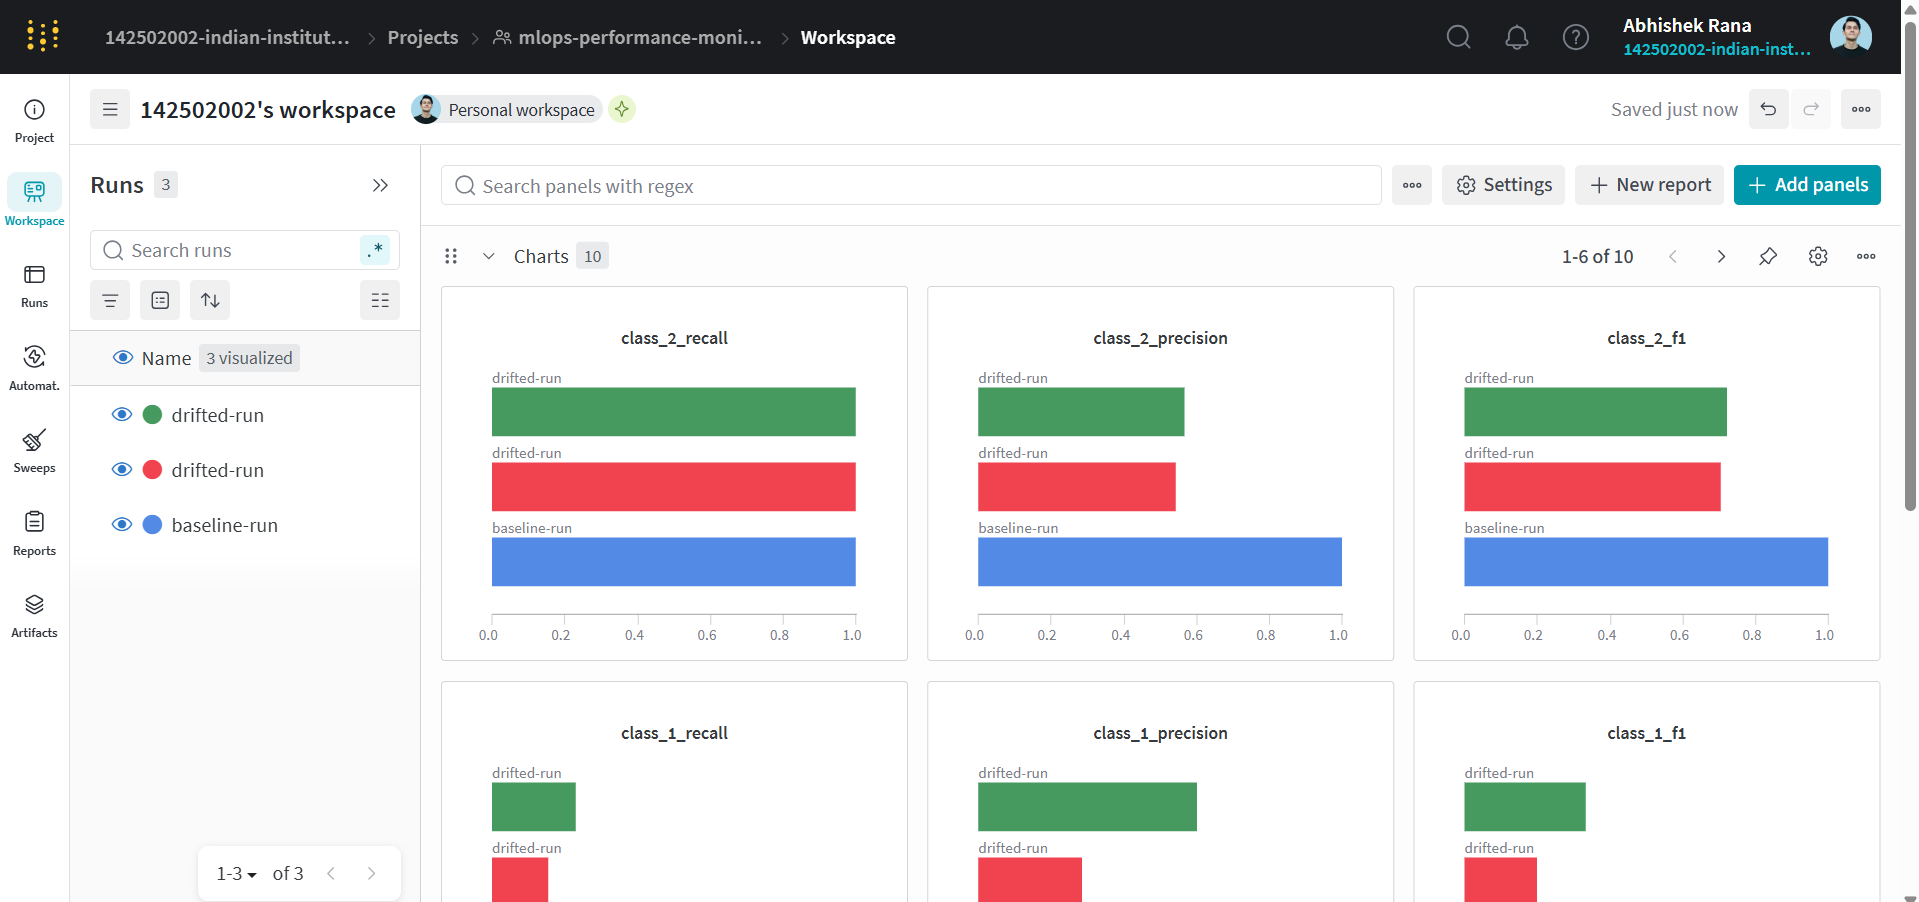 142502002-indian-institut... > Projects > mlops-performance-moni... > Workspace
Abhishek Rana
142502002-indian-inst...
142502002's workspace Personal workspace
Saved just now
Project
Workspace
Runs
Automat.
Sweeps
Reports
Artifacts
Runs 3
Search runs .*
Name 3 visualized
drifted-run
drifted-run
baseline-run
1-3 of 3
Search panels with regex
Settings
New report
Add panels
Charts 10
1-6 of 10
class_2_recall
drifted-run
drifted-run
baseline-run
0.0 0.2 0.4 0.6 0.8 1.0
class_2_precision
drifted-run
drifted-run
baseline-run
0.0 0.2 0.4 0.6 0.8 1.0
class_2_f1
drifted-run
drifted-run
baseline-run
0.0 0.2 0.4 0.6 0.8 1.0
class_1_recall
drifted-run
drifted-run
class_1_precision
drifted-run
drifted-run
class_1_f1
drifted-run
drifted-run